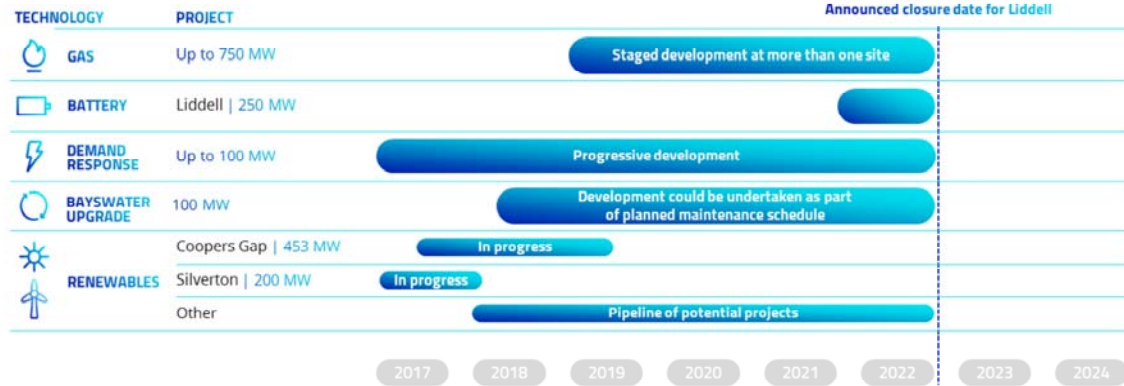 Announced closure date for Liddell
TECHNOLOGY PROJECT
GAS Up to 750 MW Staged development at more than one site
BATTERY Liddell | 250 MW
DEMAND RESPONSE Up to 100 MW Progressive development
BAYSWATER UPGRADE 100 MW Development could be undertaken as part
of planned maintenance schedule
RENEWABLES
Coopers Gap | 453 MW In progress
Silverton | 200 MW In progress
Other Pipeline of potential projects
2017 2018 2019 2020 2021 2022 2023 2024